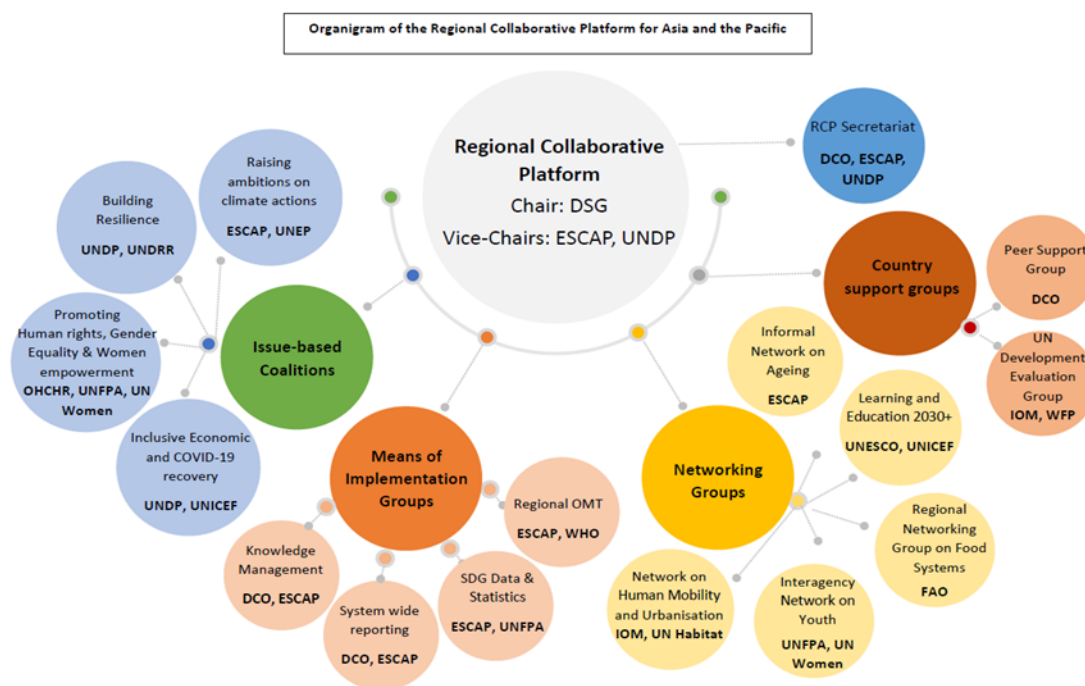 Organigram of the Regional Collaborative Platform for Asia and the Pacific
Regional Collaborative
Platform
Chair: DSG
Vice-Chairs: ESCAP, UNDP
RCP Secretariat
DCO, ESCAP,
UNDP
Raising
ambitions on
climate actions
ESCAP, UNEP
Building
Resilience
UNDP, UNDRR
Promoting
Human rights, Gender
Equality & Women
empowerment
OHCHR, UNFPA, UN
Women
Inclusive Economic
and COVID-19
recovery
UNDP, UNICEF
Issue-based
Coalitions
Means of
Implementation
Groups
Knowledge
Management
DCO, ESCAP
System wide
reporting
DCO, ESCAP
SDG Data &
Statistics
ESCAP, UNFPA
Regional OMT
ESCAP, WHO
Networking
Groups
Informal
Network on
Ageing
ESCAP
Learning and
Education 2030+
UNESCO, UNICEF
Regional
Networking
Group on Food
Systems
FAO
Interagency
Network on
Youth
UNFPA, UN
Women
Network on
Human Mobility
and Urbanisation
IOM, UN Habitat
Country
support groups
Peer Support
Group
DCO
UN
Development
Evaluation
Group
IOM, WFP